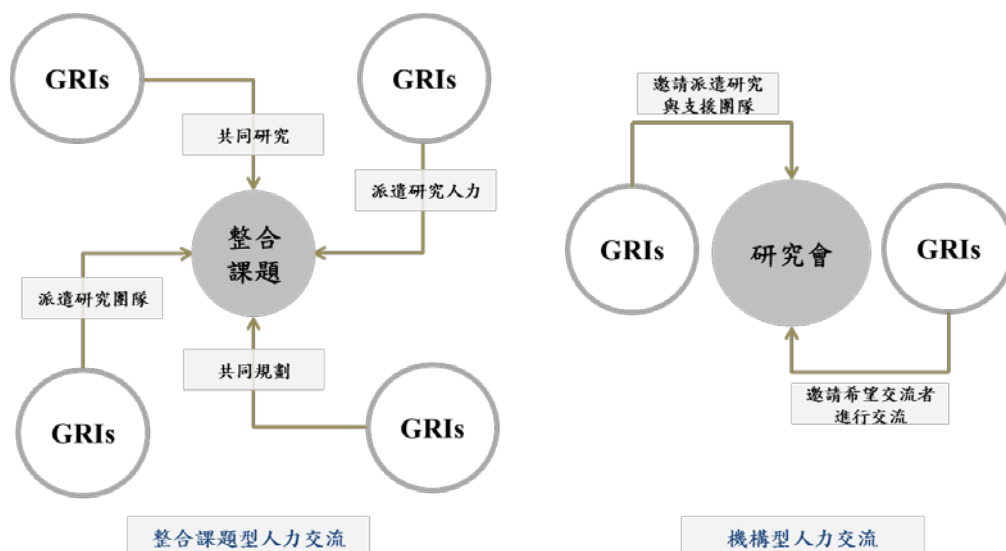 GRIs
GRIs
共同研究
派遣研究人力
整合
課題
派遣研究團隊
共同規劃
GRIs
GRIs
整合課題型人力交流
邀請派遣研究
與支援團隊
GRIs
研究會
GRIs
邀請希望交流者
進行交流
機構型人力交流